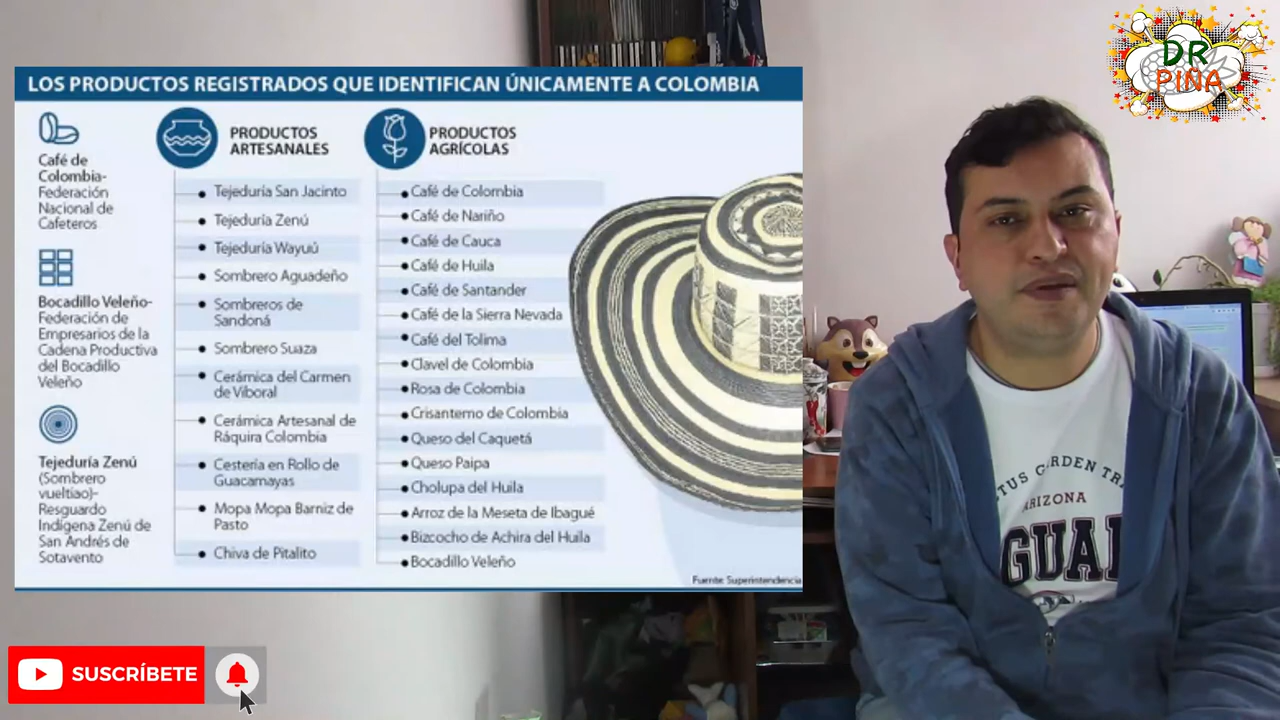 LOS PRODUCTOS REGISTRADOS QUE IDENTIFICAN ÚNICAMENTE A COLOMBIA
Café de
Colombia-
Federación
Nacional de
Cafeteros
Bocadillo Veleño-
Federación de
Empresarios de la
Cadena Productiva
del Bocadillo
Veleño
Tejeduría Zenú
(Sombrero
vueltiao)-
Resguardo
Indígena Zenú de
San Andrés de
Sotavento
PRODUCTOS
ARTESANALES
Tejeduría San Jacinto
Tejeduría Zenú
Tejeduría Wayuú
Sombrero Aguadeño
Sombreros de
Sandoná
Sombrero Suaza
Cerámica del Carmen
de Viboral
Cerámica Artesanal de
Ráquira Colombia
Cestería en Rollo de
Guacamayas
Mopa Mopa Barniz de
Pasto
Chiva de Pitalito
PRODUCTOS
AGRÍCOLAS
Café de Colombia
Café de Nariño
Café de Cauca
Café de Huila
Café de Santander
Café de la Sierra Nevada
Café del Tolima
Clavel de Colombia
Rosa de Colombia
Crisantemo de Colombia
Queso del Caquetá
Queso Paipa
Cholupa del Huila
Arroz de la Meseta de Ibagué
Bizcocho de Achira del Huila
Bocadillo Veleño
Fuente: Superintendencia
DR
PIÑA
ARIZONA
SUSCRÍBETE